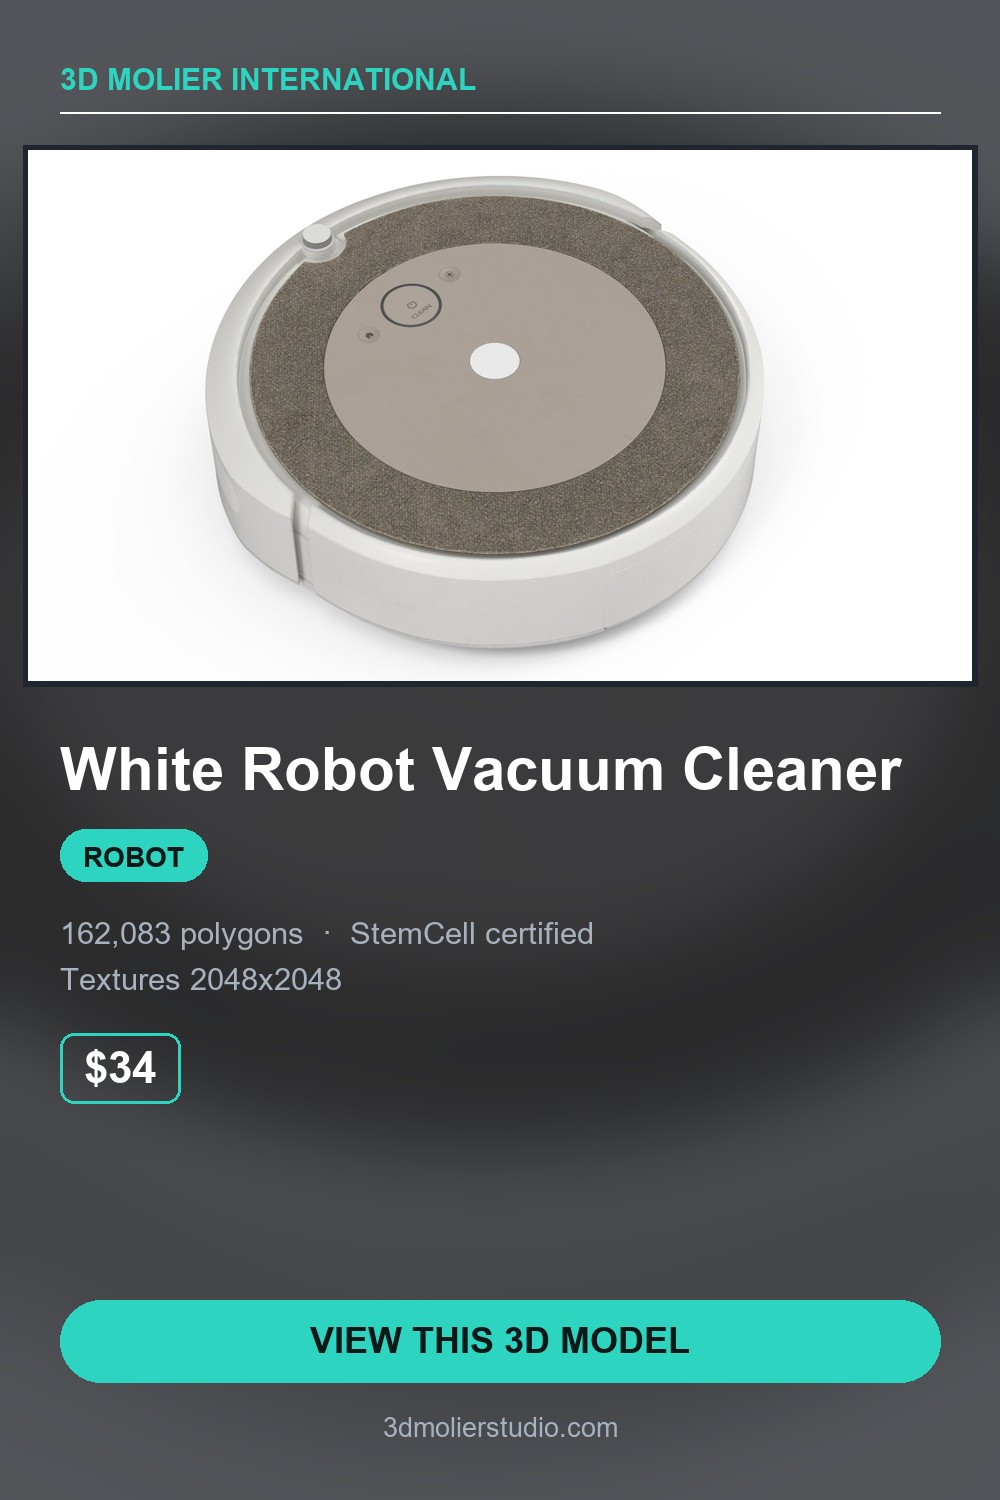 3D MOLIER INTERNATIONAL
CLEAN
White Robot Vacuum Cleaner
ROBOT
162,083 polygons · StemCell certified
Textures 2048x2048
$34
VIEW THIS 3D MODEL
3dmolierstudio.com